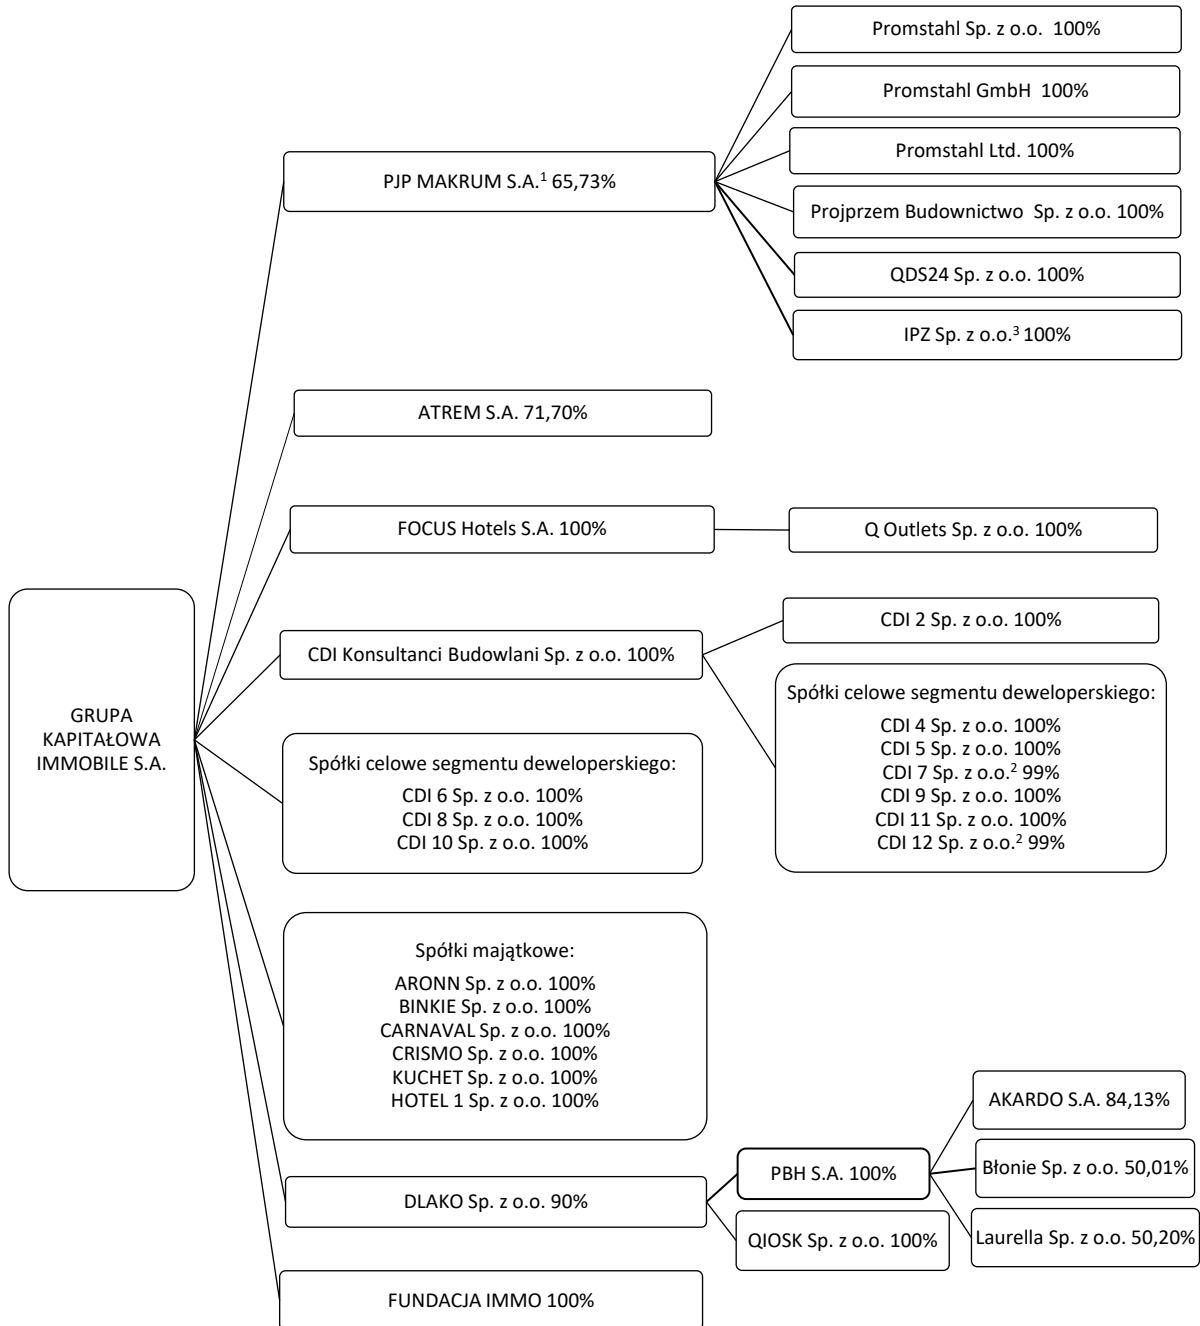 GRUPA
KAPITAŁOWA
IMMOBILE S.A.
PJP MAKRUM S.A.¹ 65,73%
Promstahl Sp. z o.o. 100%
Promstahl GmbH 100%
Promstahl Ltd. 100%
Projprzem Budownictwo Sp. z o.o. 100%
QDS24 Sp. z o.o. 100%
IPZ Sp. z o.o.³ 100%
ATREM S.A. 71,70%
FOCUS Hotels S.A. 100%
Q Outlets Sp. z o.o. 100%
CDI Konsultanci Budowlani Sp. z o.o. 100%
CDI 2 Sp. z o.o. 100%
Spółki celowe segmentu deweloperskiego:
CDI 4 Sp. z o.o. 100%
CDI 5 Sp. z o.o. 100%
CDI 7 Sp. z o.o.² 99%
CDI 9 Sp. z o.o. 100%
CDI 11 Sp. z o.o. 100%
CDI 12 Sp. z o.o.² 99%
Spółki celowe segmentu deweloperskiego:
CDI 6 Sp. z o.o. 100%
CDI 8 Sp. z o.o. 100%
CDI 10 Sp. z o.o. 100%
Spółki majątkowe:
ARONN Sp. z o.o. 100%
BINKIE Sp. z o.o. 100%
CARNAVAL Sp. z o.o. 100%
CRISMO Sp. z o.o. 100%
KUCHET Sp. z o.o. 100%
HOTEL 1 Sp. z o.o. 100%
DLAKO Sp. z o.o. 90%
PBH S.A. 100%
AKARDO S.A. 84,13%
Błonie Sp. z o.o. 50,01%
Laurella Sp. z o.o. 50,20%
QIOSK Sp. z o.o. 100%
FUNDACJA IMMO 100%